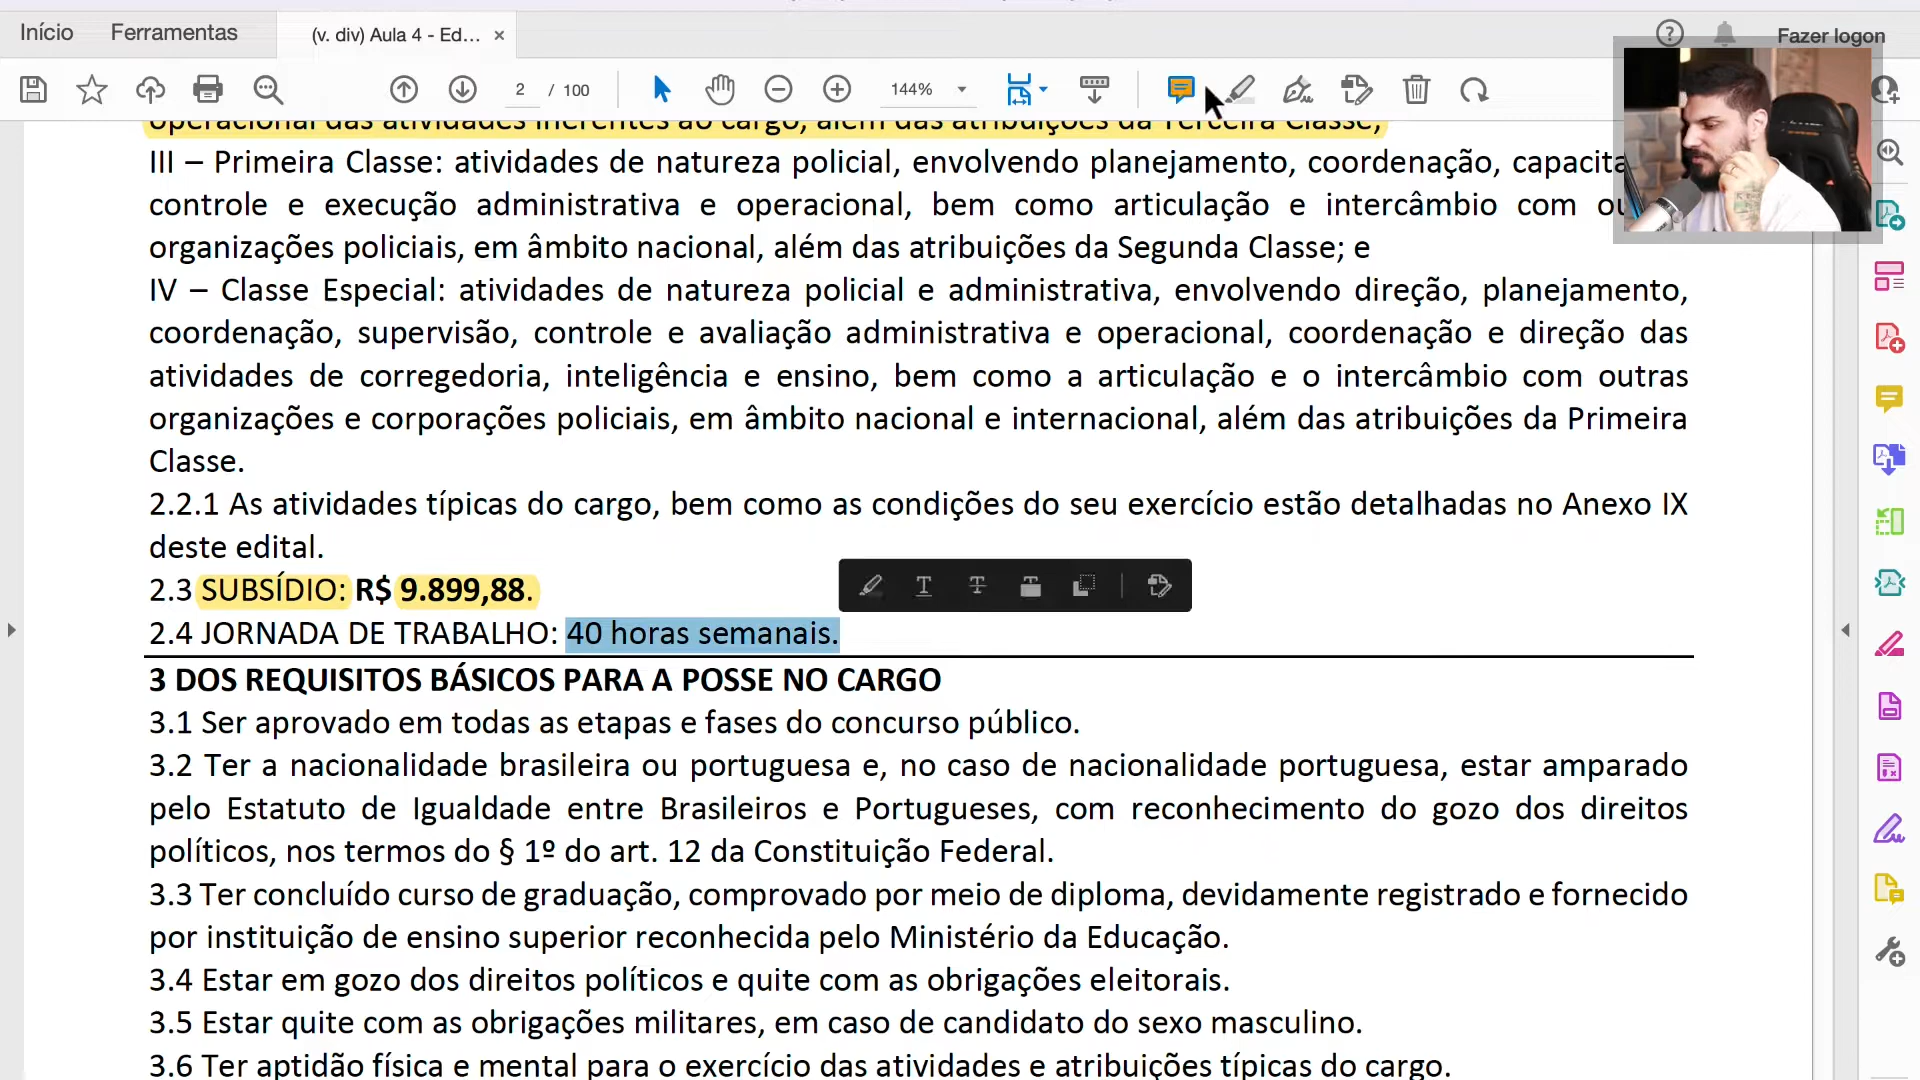 Início
Ferramentas
(v. div) Aula 4 - Ed...
Fazer logon
2 / 100
144%
operacional das atividades inerentes ao cargo, além das atribuições da Terceira Classe;
III – Primeira Classe: atividades de natureza policial, envolvendo planejamento, coordenação, capacita
controle e execução administrativa e operacional, bem como articulação e intercâmbio com ou
organizações policiais, em âmbito nacional, além das atribuições da Segunda Classe; e
IV – Classe Especial: atividades de natureza policial e administrativa, envolvendo direção, planejamento,
coordenação, supervisão, controle e avaliação administrativa e operacional, coordenação e direção das
atividades de corregedoria, inteligência e ensino, bem como a articulação e o intercâmbio com outras
organizações e corporações policiais, em âmbito nacional e internacional, além das atribuições da Primeira
Classe.
2.2.1 As atividades típicas do cargo, bem como as condições do seu exercício estão detalhadas no Anexo IX
deste edital.
2.3 SUBSÍDIO: R$ 9.899,88.
2.4 JORNADA DE TRABALHO: 40 horas semanais.
3 DOS REQUISITOS BÁSICOS PARA A POSSE NO CARGO
3.1 Ser aprovado em todas as etapas e fases do concurso público.
3.2 Ter a nacionalidade brasileira ou portuguesa e, no caso de nacionalidade portuguesa, estar amparado
pelo Estatuto de Igualdade entre Brasileiros e Portugueses, com reconhecimento do gozo dos direitos
políticos, nos termos do § 1º do art. 12 da Constituição Federal.
3.3 Ter concluído curso de graduação, comprovado por meio de diploma, devidamente registrado e fornecido
por instituição de ensino superior reconhecida pelo Ministério da Educação.
3.4 Estar em gozo dos direitos políticos e quite com as obrigações eleitorais.
3.5 Estar quite com as obrigações militares, em caso de candidato do sexo masculino.
3.6 Ter aptidão física e mental para o exercício das atividades e atribuições típicas do cargo.